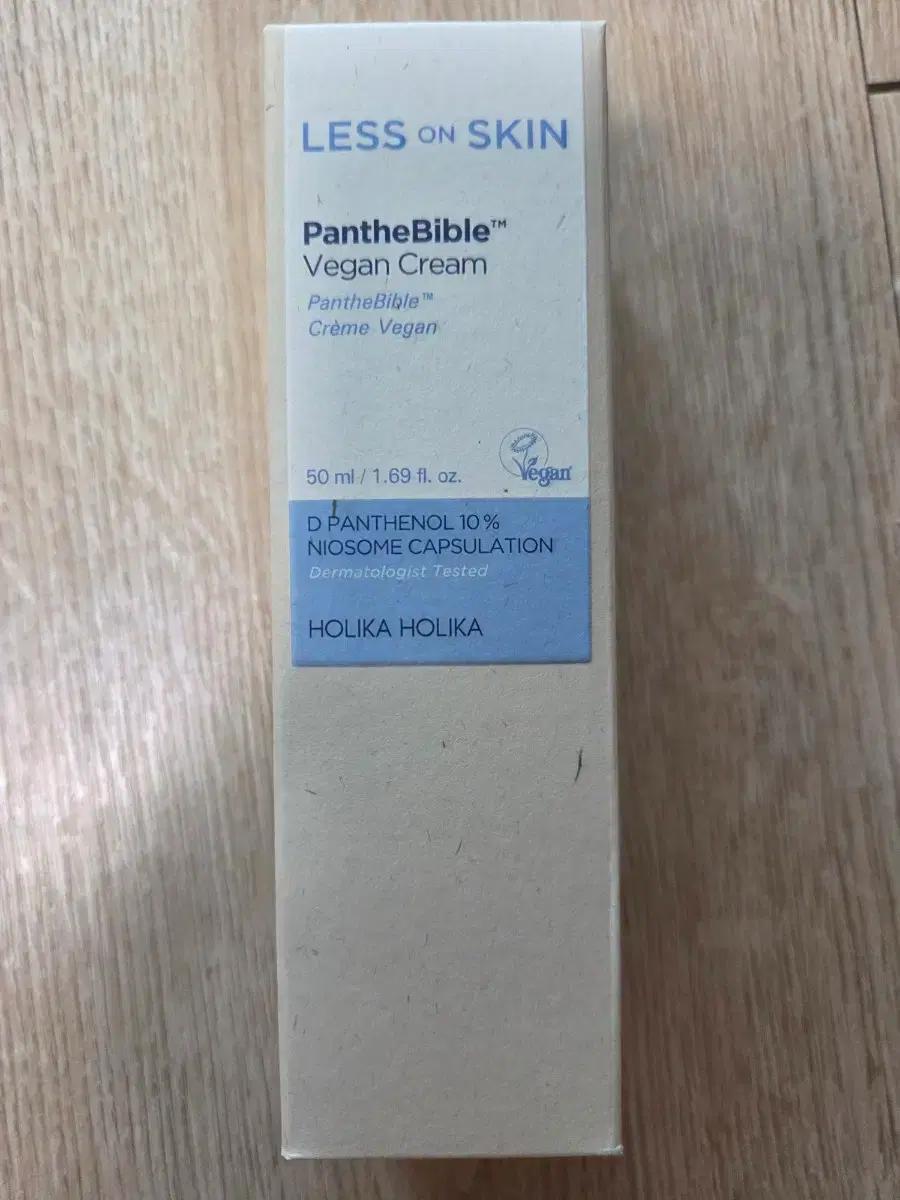 LESS ON SKIN
PantheBible™
Vegan Cream
PantheBible™
Crème Vegan
50 ml / 1.69 fl. oz.
Vegan
D PANTHENOL 10%
NIOSOME CAPSULATION
Dermatologist Tested
HOLIKA HOLIKA